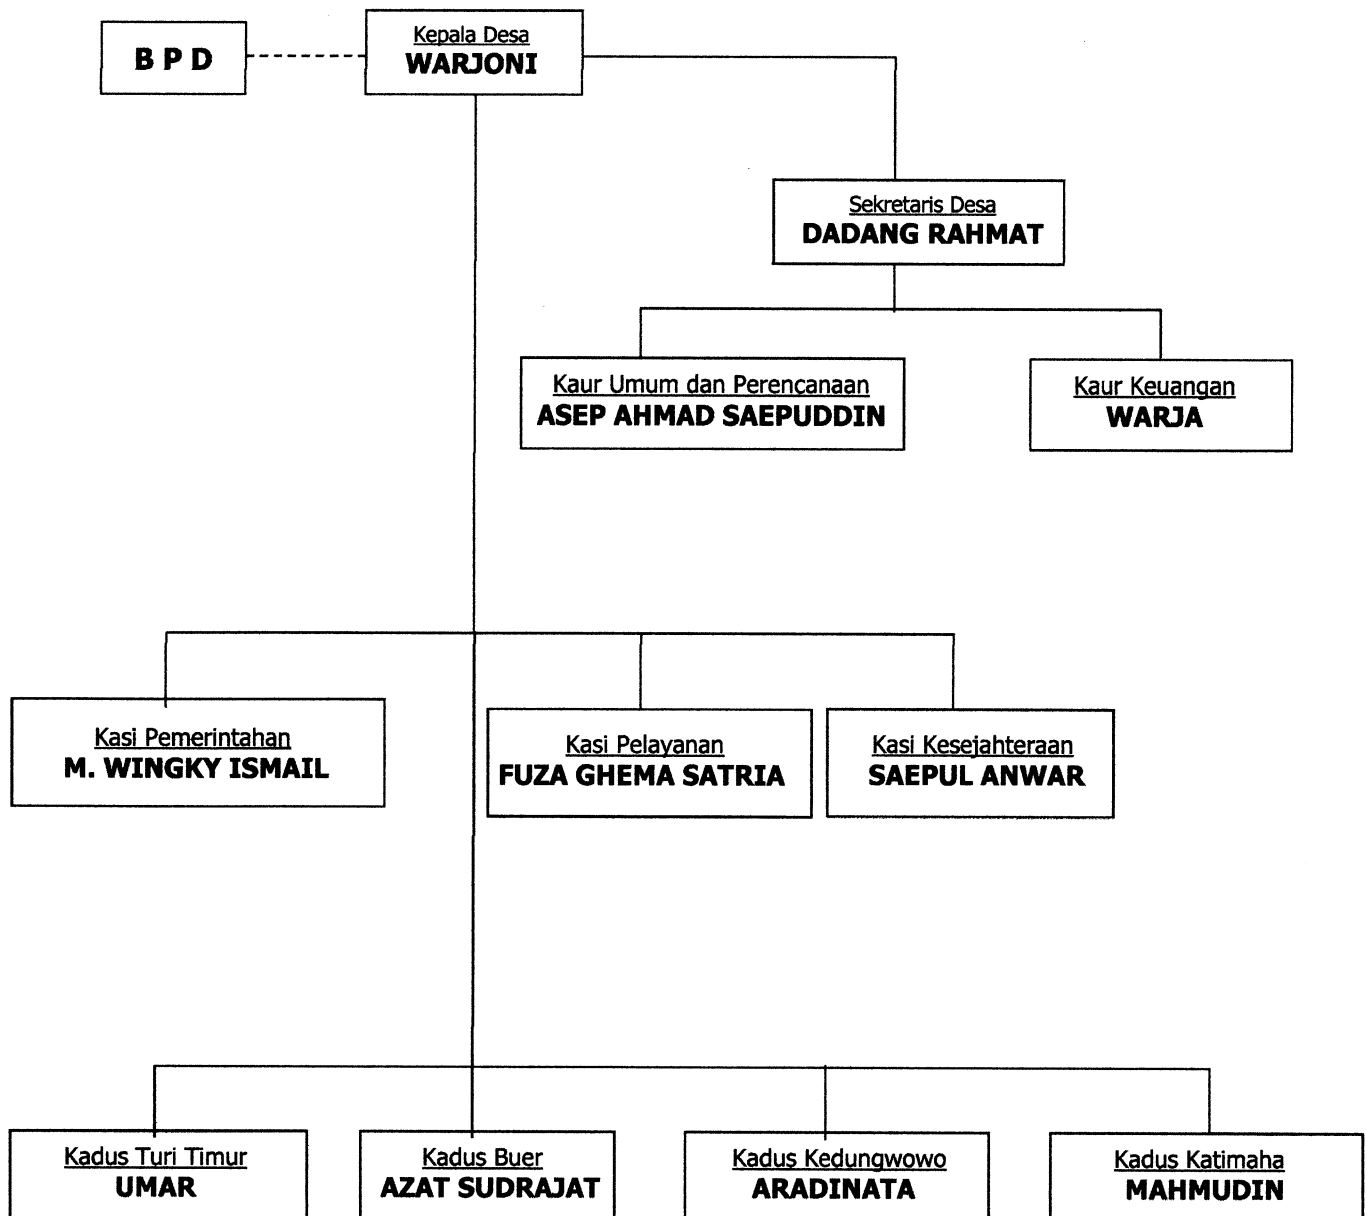 B P D
Kepala Desa
WARJONI
Sekretaris Desa
DADANG RAHMAT
Kaur Umum dan Perencanaan
ASEP AHMAD SAEPUDDIN
Kaur Keuangan
WARJA
Kasi Pemerintahan
M. WINGKY ISMAIL
Kasi Pelayanan
FUZA GHEMA SATRIA
Kasi Kesejahteraan
SAEPUL ANWAR
Kadus Turi Timur
UMAR
Kadus Buer
AZAT SUDRAJAT
Kadus Kedungwowo
ARADINATA
Kadus Katimaha
MAHMUDIN